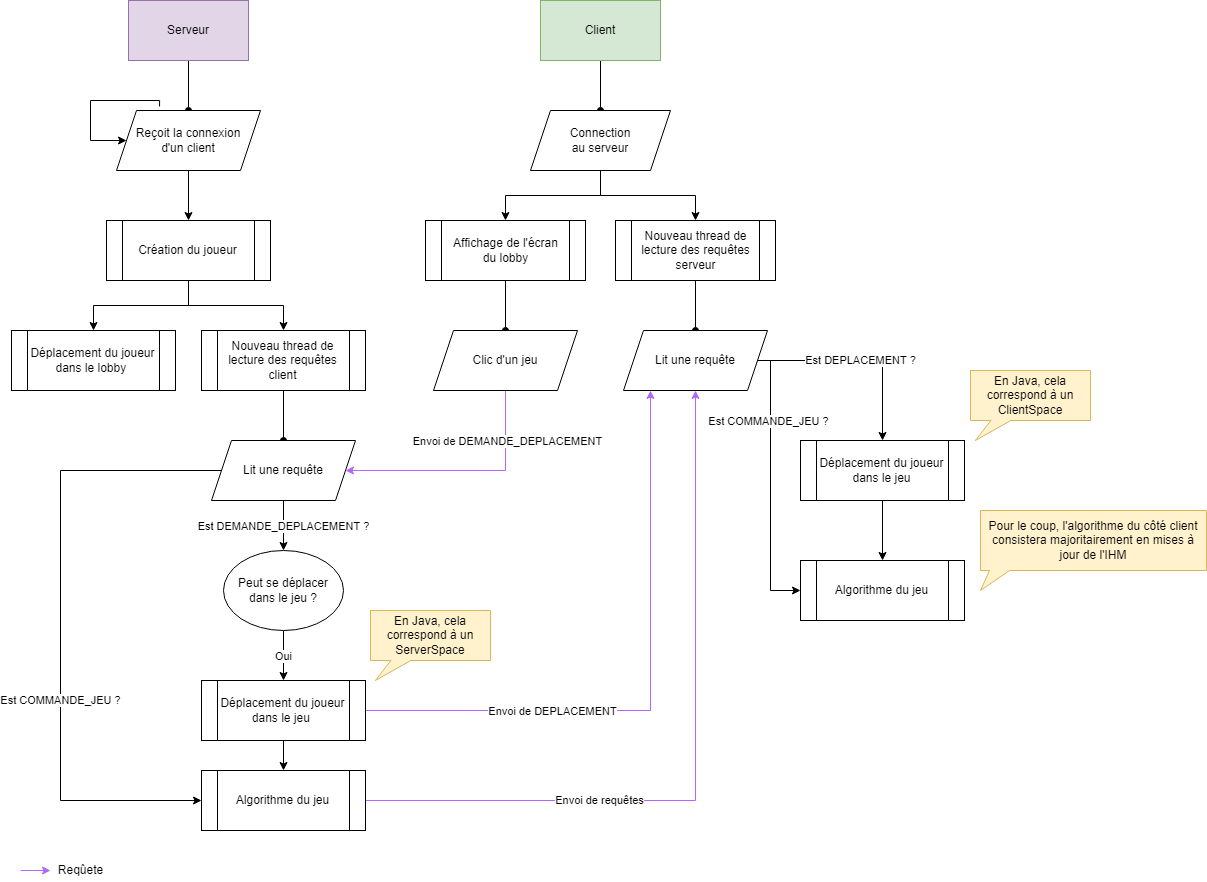 Serveur
Client
Reçoit la connexion
d'un client
Connection
au serveur
Création du joueur
Affichage de l'écran
du lobby
Nouveau thread de
lecture des requêtes
serveur
Déplacement du joueur
dans le lobby
Nouveau thread de
lecture des requêtes
client
Clic d'un jeu
Lit une requête
Est DEPLACEMENT ?
En Java, cela
correspond à un
ClientSpace
Est COMMANDE_JEU ?
Envoi de DEMANDE_DEPLACEMENT
Lit une requête
Déplacement du joueur
dans le jeu
Est DEMANDE_DEPLACEMENT ?
Pour le coup, l'algorithme du côté client
consistera majoritairement en mises à
jour de l'IHM
Peut se déplacer
dans le jeu ?
Algorithme du jeu
En Java, cela
correspond à un
ServerSpace
Oui
Est COMMANDE_JEU ?
Déplacement du joueur
dans le jeu
Envoi de DEPLACEMENT
Algorithme du jeu
Envoi de requêtes
Reqûete